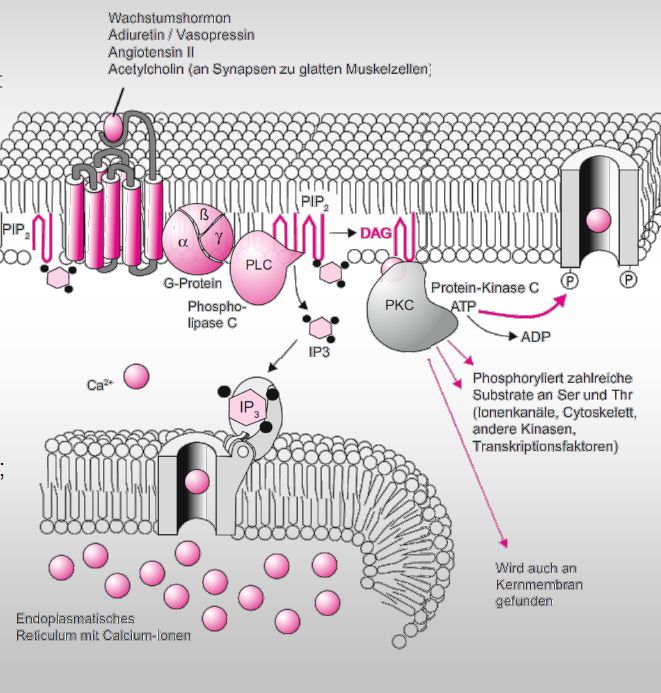 Wachstumshormon
Adiuretin / Vasopressin
Angiotensin II
Acetylcholin (an Synapsen zu glatten Muskelzellen)
:
PIP2
PIP2
ß
α
γ
DAG
PLC
G-Protein
Phospho-
lipase C
IP3
PKC
Protein-Kinase C
ATP
ADP
P
P
Ca2+
Phosphoryliert zahlreiche
Substrate an Ser und Thr
(Ionenkanäle, Cytoskelett,
andere Kinasen,
Transkriptionsfaktoren)
IP3
;
Wird auch an
Kernmembran
gefunden
Endoplasmatisches
Reticulum mit Calcium-Ionen